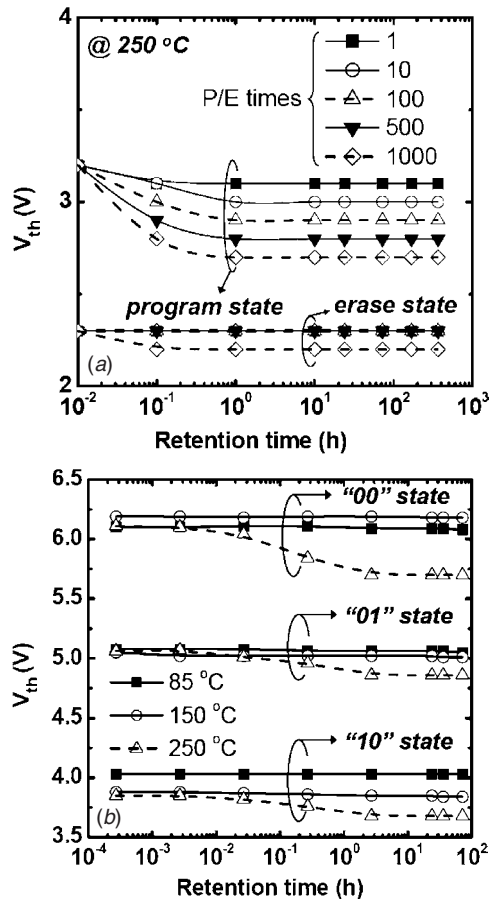 4
@ 250 °C
P/E times
1
10
100
500
1000
3
V_th (V)
program state
erase state
2
(a)
10^-2 10^-1 10^0 10^1 10^2 10^3
Retention time (h)
6.5
"00" state
6.0
5.5
"01" state
5.0
V_th (V)
85 °C
150 °C
250 °C
4.5
"10" state
4.0
3.5
(b)
10^-4 10^-3 10^-2 10^-1 10^0 10^1 10^2
Retention time (h)